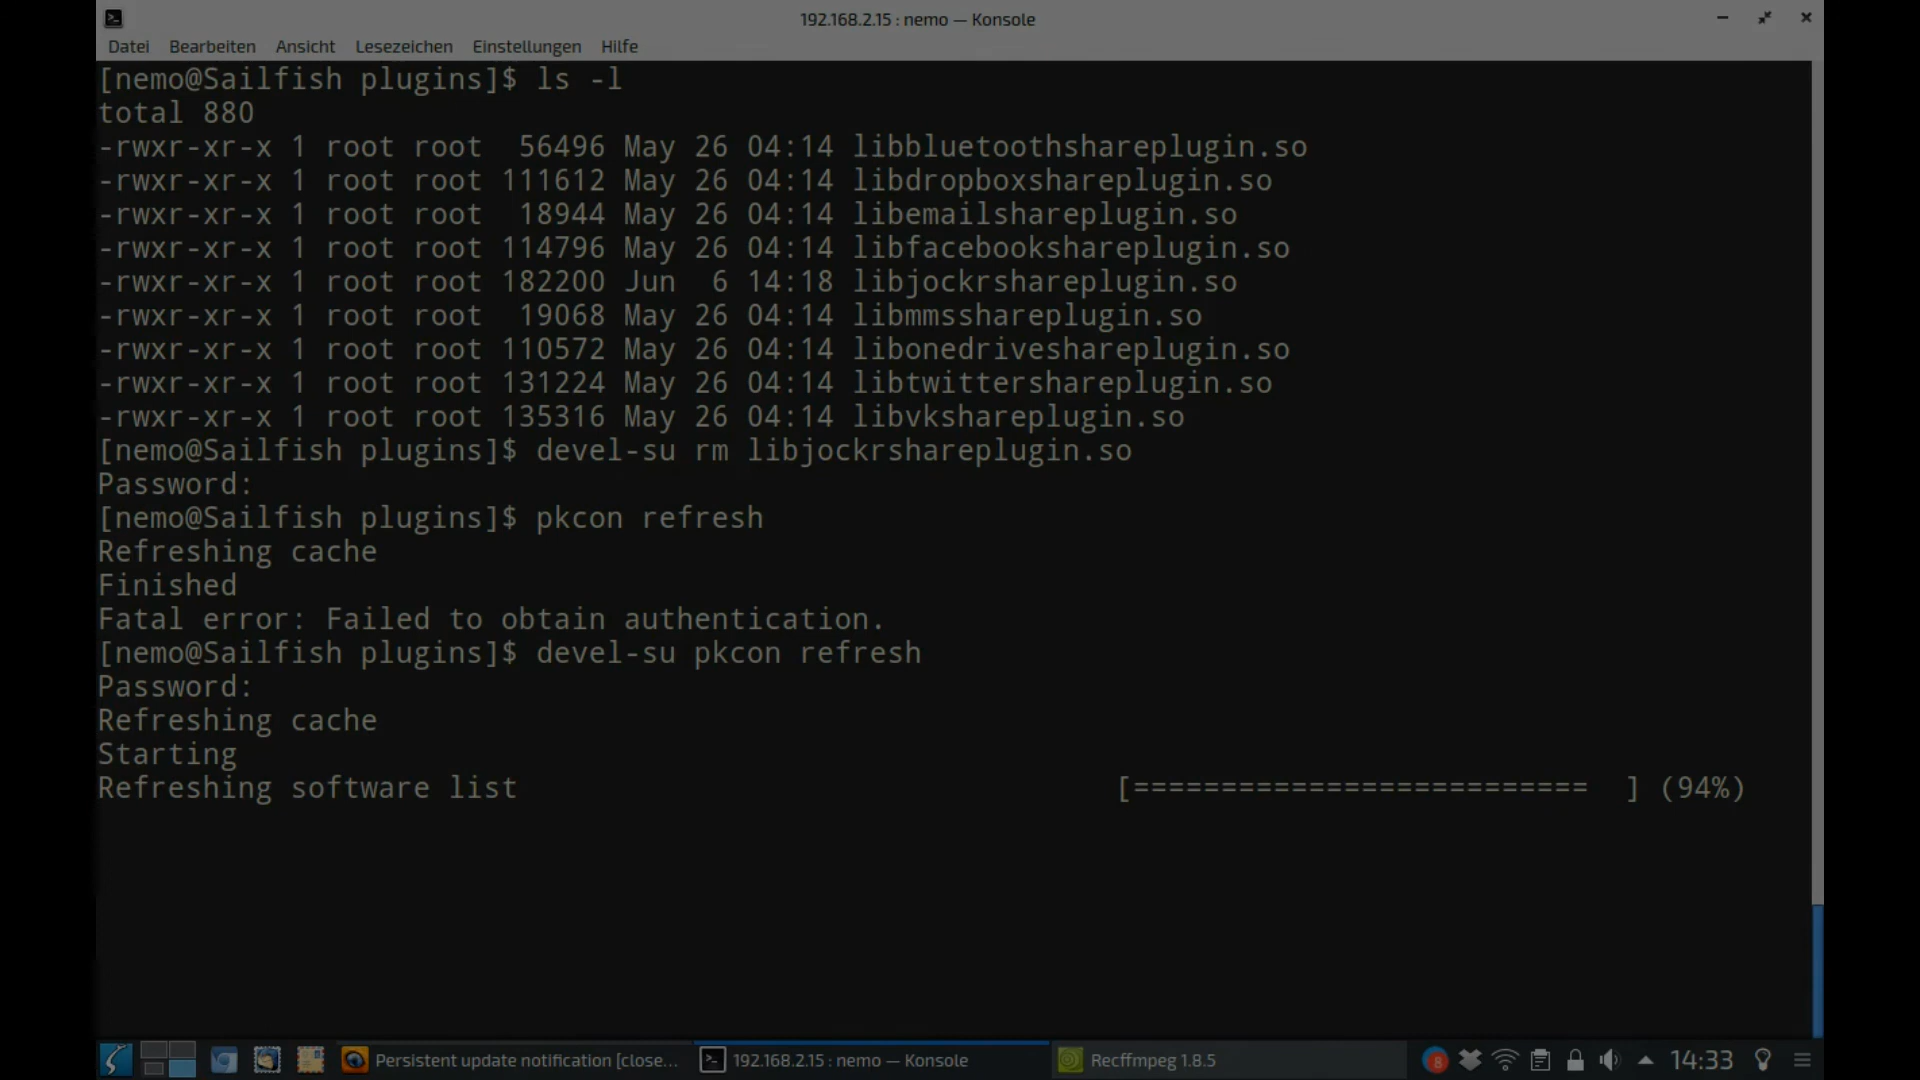 192.168.2.15 : nemo — Konsole
Datei Bearbeiten Ansicht Lesezeichen Einstellungen Hilfe
[nemo@Sailfish plugins]$ ls -l
total 880
-rwxr-xr-x 1 root root  56496 May 26 04:14 libbluetoothshareplugin.so
-rwxr-xr-x 1 root root 111612 May 26 04:14 libdropboxshareplugin.so
-rwxr-xr-x 1 root root  18944 May 26 04:14 libemailshareplugin.so
-rwxr-xr-x 1 root root 114796 May 26 04:14 libfacebookshareplugin.so
-rwxr-xr-x 1 root root 182200 Jun  6 14:18 libjockrshareplugin.so
-rwxr-xr-x 1 root root  19068 May 26 04:14 libmmsshareplugin.so
-rwxr-xr-x 1 root root 110572 May 26 04:14 libonedriveshareplugin.so
-rwxr-xr-x 1 root root 131224 May 26 04:14 libtwittershareplugin.so
-rwxr-xr-x 1 root root 135316 May 26 04:14 libvkshareplugin.so
[nemo@Sailfish plugins]$ devel-su rm libjockrshareplugin.so
Password:
[nemo@Sailfish plugins]$ pkcon refresh
Refreshing cache
Finished
Fatal error: Failed to obtain authentication.
[nemo@Sailfish plugins]$ devel-su pkcon refresh
Password:
Refreshing cache
Starting
Refreshing software list [==========================  ] (94%)
Persistent update notification [close... 192.168.2.15 : nemo — Konsole Recffmpeg 1.8.5 8 14:33